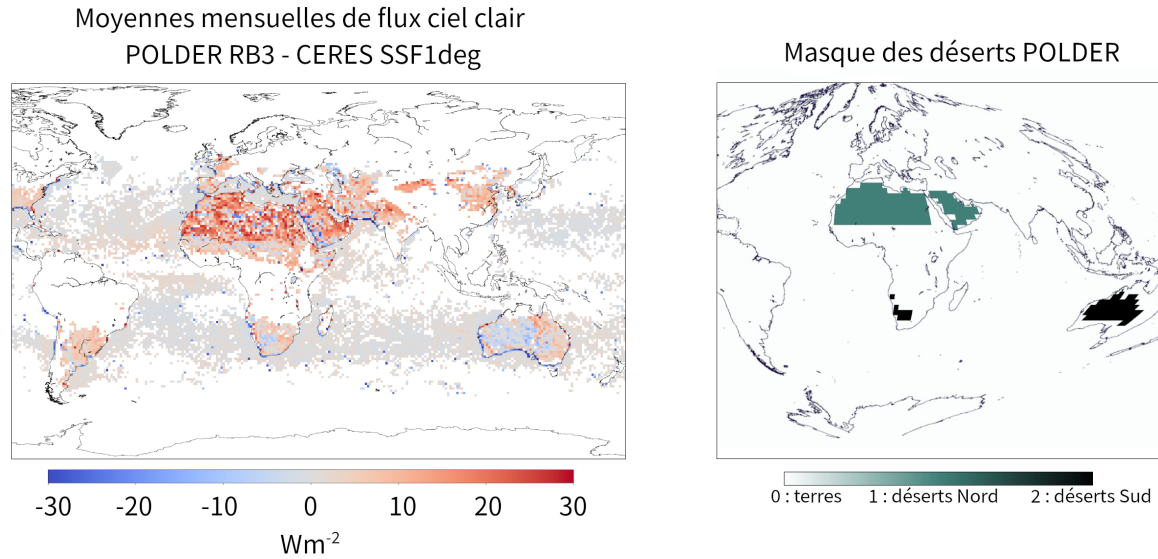 Moyennes mensuelles de flux ciel clair
POLDER RB3 - CERES SSF1deg
-30 -20 -10 0 10 20 30
Wm-2
Masque des déserts POLDER
0 : terres 1 : déserts Nord 2 : déserts Sud